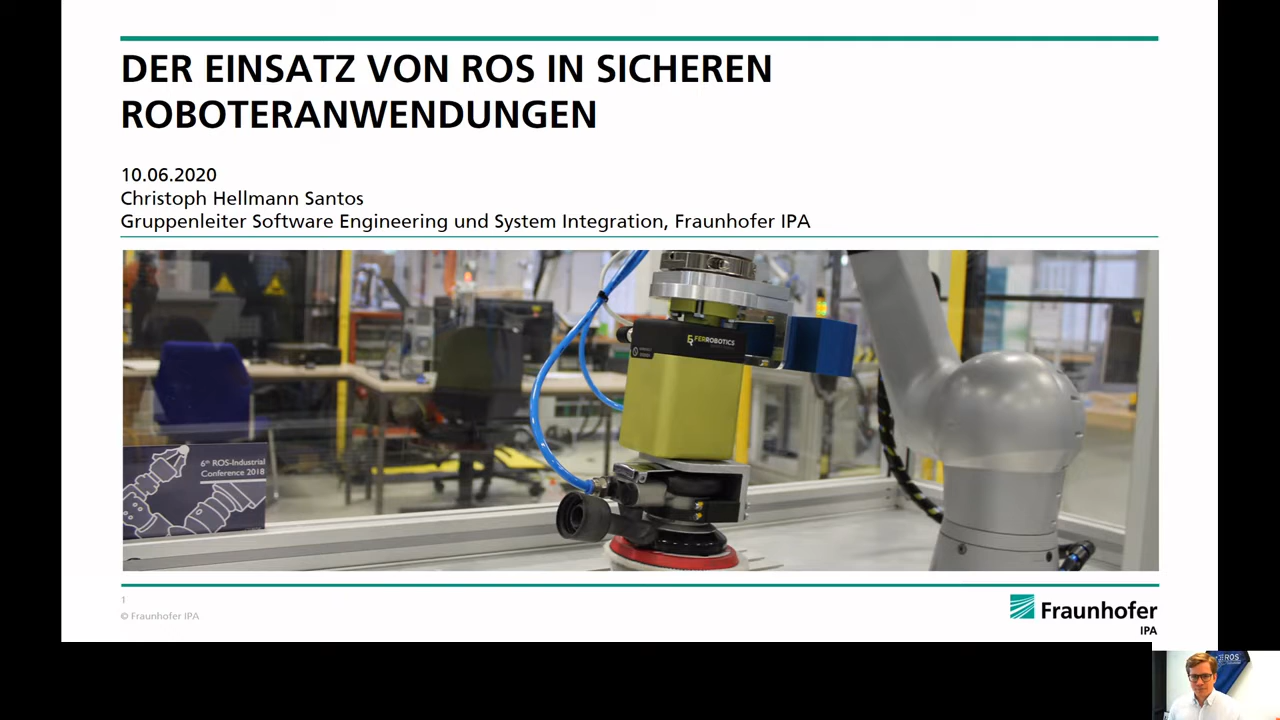 DER EINSATZ VON ROS IN SICHEREN
ROBOTERANWENDUNGEN
10.06.2020
Christoph Hellmann Santos
Gruppenleiter Software Engineering und System Integration, Fraunhofer IPA
FERROBOTICS
6th ROS-Industrial
Conference 2018
1
© Fraunhofer IPA
Fraunhofer
IPA
ROS